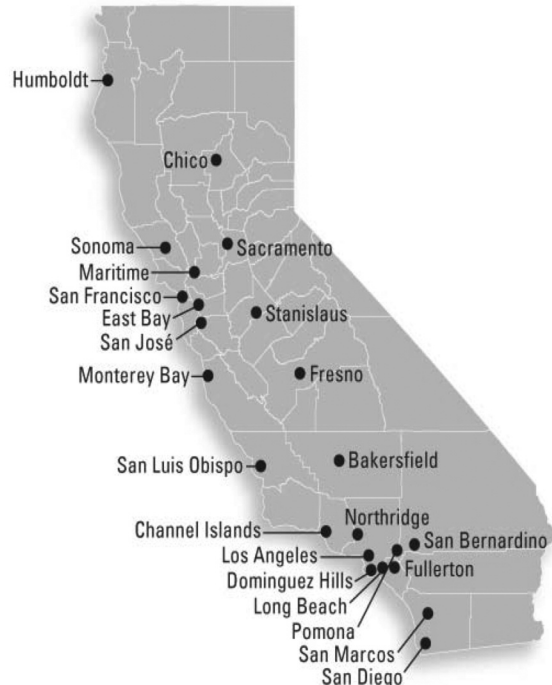 Humboldt
Chico
Sonoma
Sacramento
Maritime
San Francisco
East Bay
Stanislaus
San José
Monterey Bay
Fresno
San Luis Obispo
Bakersfield
Channel Islands
Northridge
San Bernardino
Los Angeles
Fullerton
Dominguez Hills
Long Beach
Pomona
San Marcos
San Diego